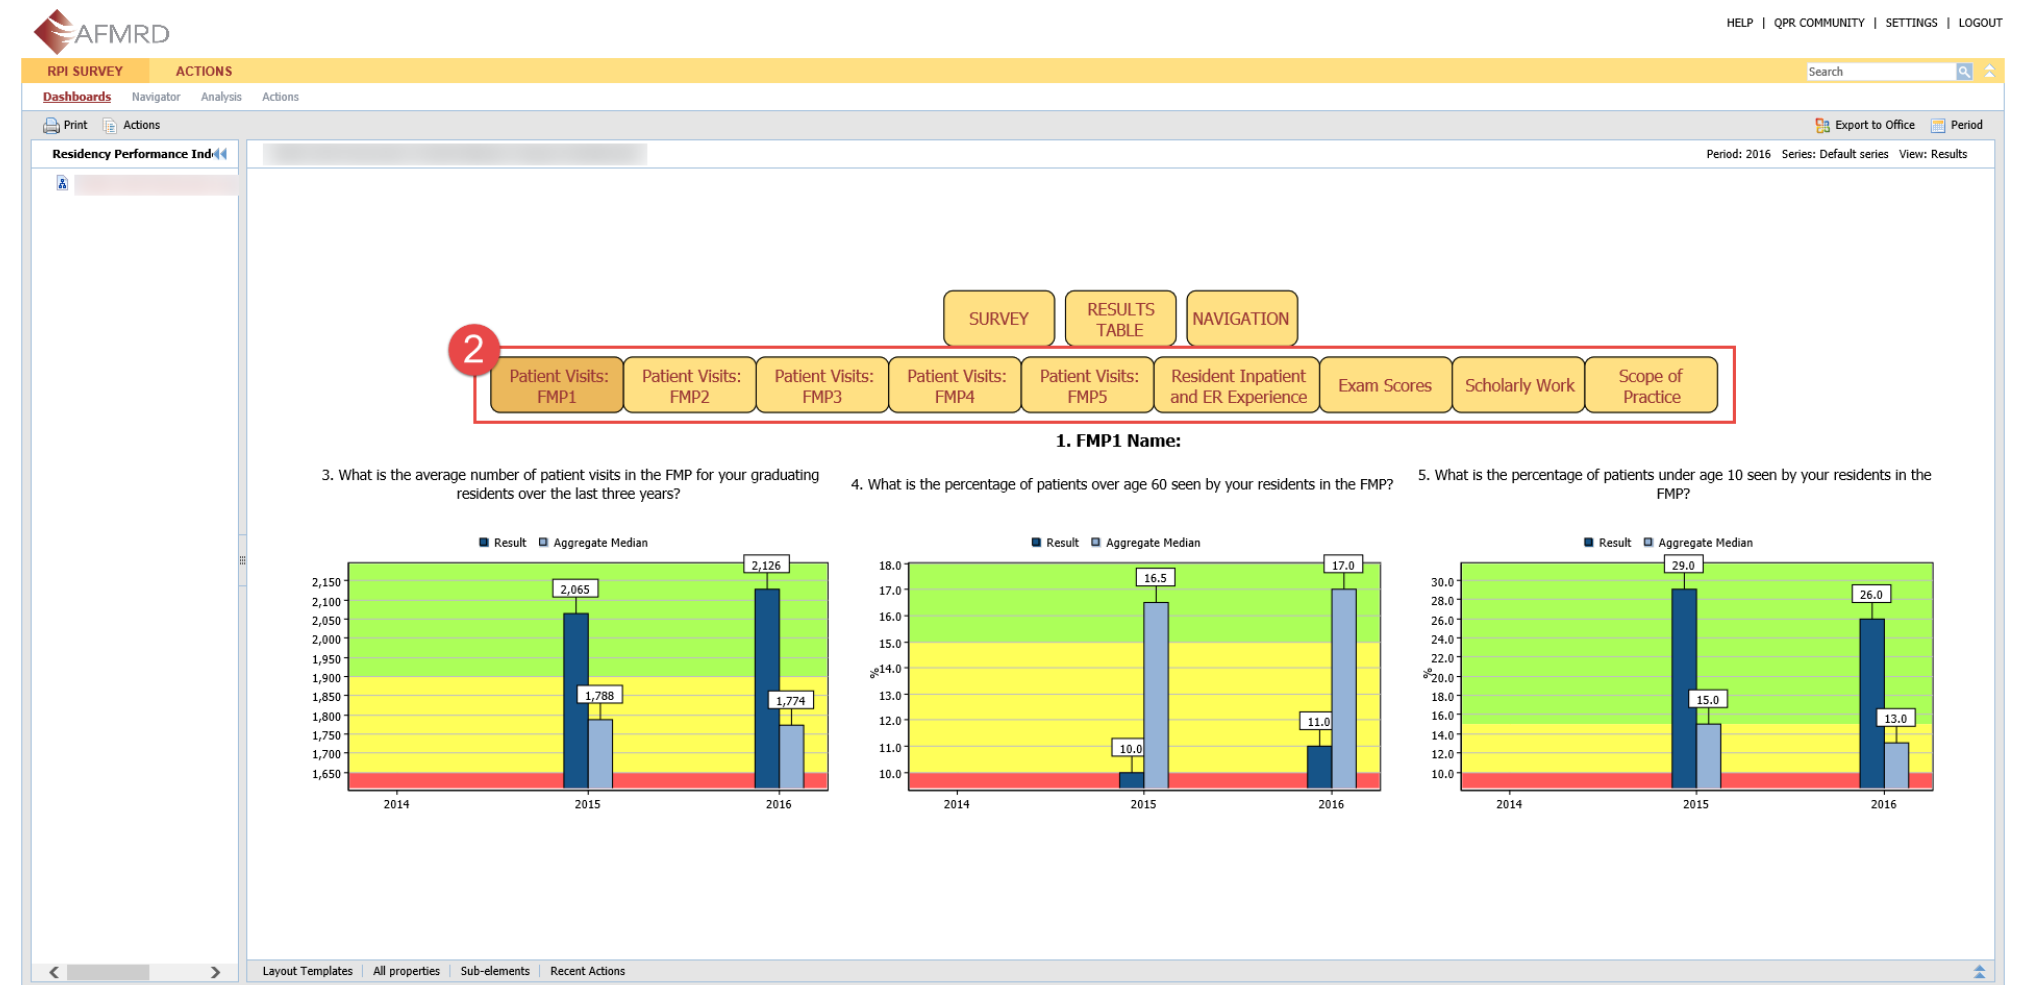 AFMRD
HELP | QPR COMMUNITY | SETTINGS | LOGOUT
RPI SURVEY ACTIONS
Search
Dashboards Navigator Analysis Actions
Print Actions
Export to Office Period
Residency Performance Ind
Period: 2016 Series: Default series View: Results
SURVEY
RESULTS
TABLE
NAVIGATION
2
Patient Visits:
FMP1
Patient Visits:
FMP2
Patient Visits:
FMP3
Patient Visits:
FMP4
Patient Visits:
FMP5
Resident Inpatient
and ER Experience
Exam Scores
Scholarly Work
Scope of
Practice
1. FMP1 Name:
3. What is the average number of patient visits in the FMP for your graduating
residents over the last three years?
Result Aggregate Median
2,150
2,100
2,050
2,000
1,950
1,900
1,850
1,800
1,750
1,700
1,650
2,065
1,788
2,126
1,774
2014 2015 2016
4. What is the percentage of patients over age 60 seen by your residents in the FMP?
Result Aggregate Median
%
18.0
17.0
16.0
15.0
14.0
13.0
12.0
11.0
10.0
10.0
16.5
11.0
17.0
2014 2015 2016
5. What is the percentage of patients under age 10 seen by your residents in the
FMP?
Result Aggregate Median
%
30.0
28.0
26.0
24.0
22.0
20.0
18.0
16.0
14.0
12.0
10.0
29.0
15.0
26.0
13.0
2014 2015 2016
Layout Templates All properties Sub-elements Recent Actions